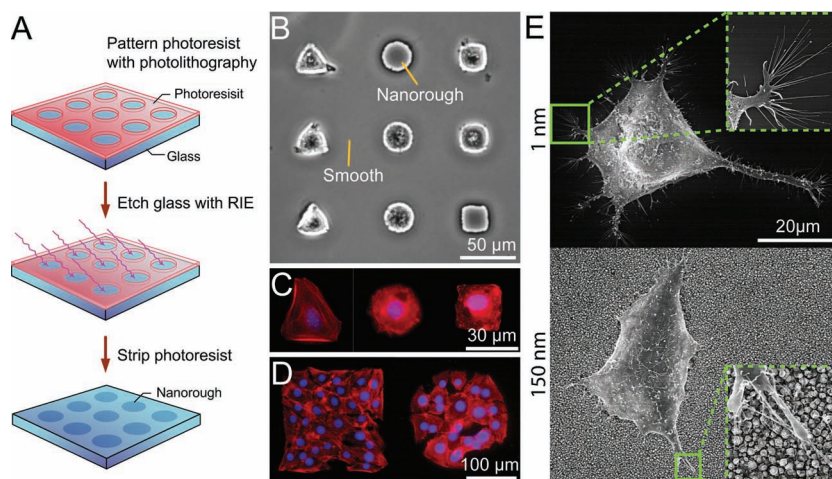 A
Pattern photoresist
with photolithography
Photoresisit
Glass
Etch glass with RIE
Strip photoresist
Nanorough
B
Nanorough
Smooth
50 μm
C
30 μm
D
100 μm
E
1 nm
20μm
150 nm